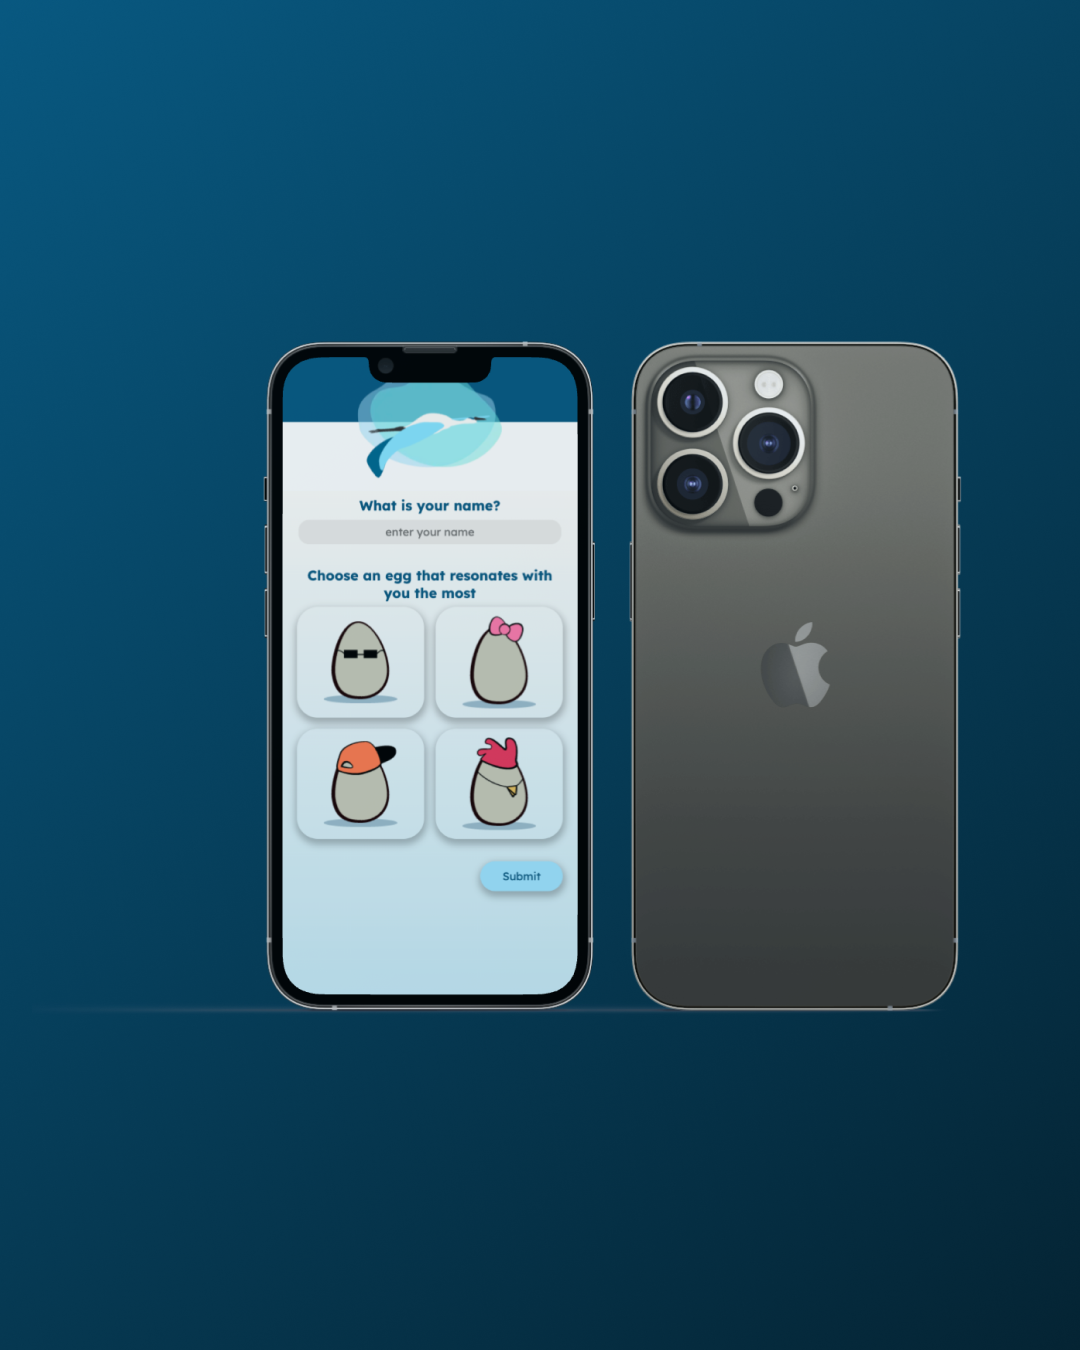 What is your name?
enter your name
Choose an egg that resonates with
you the most
Submit